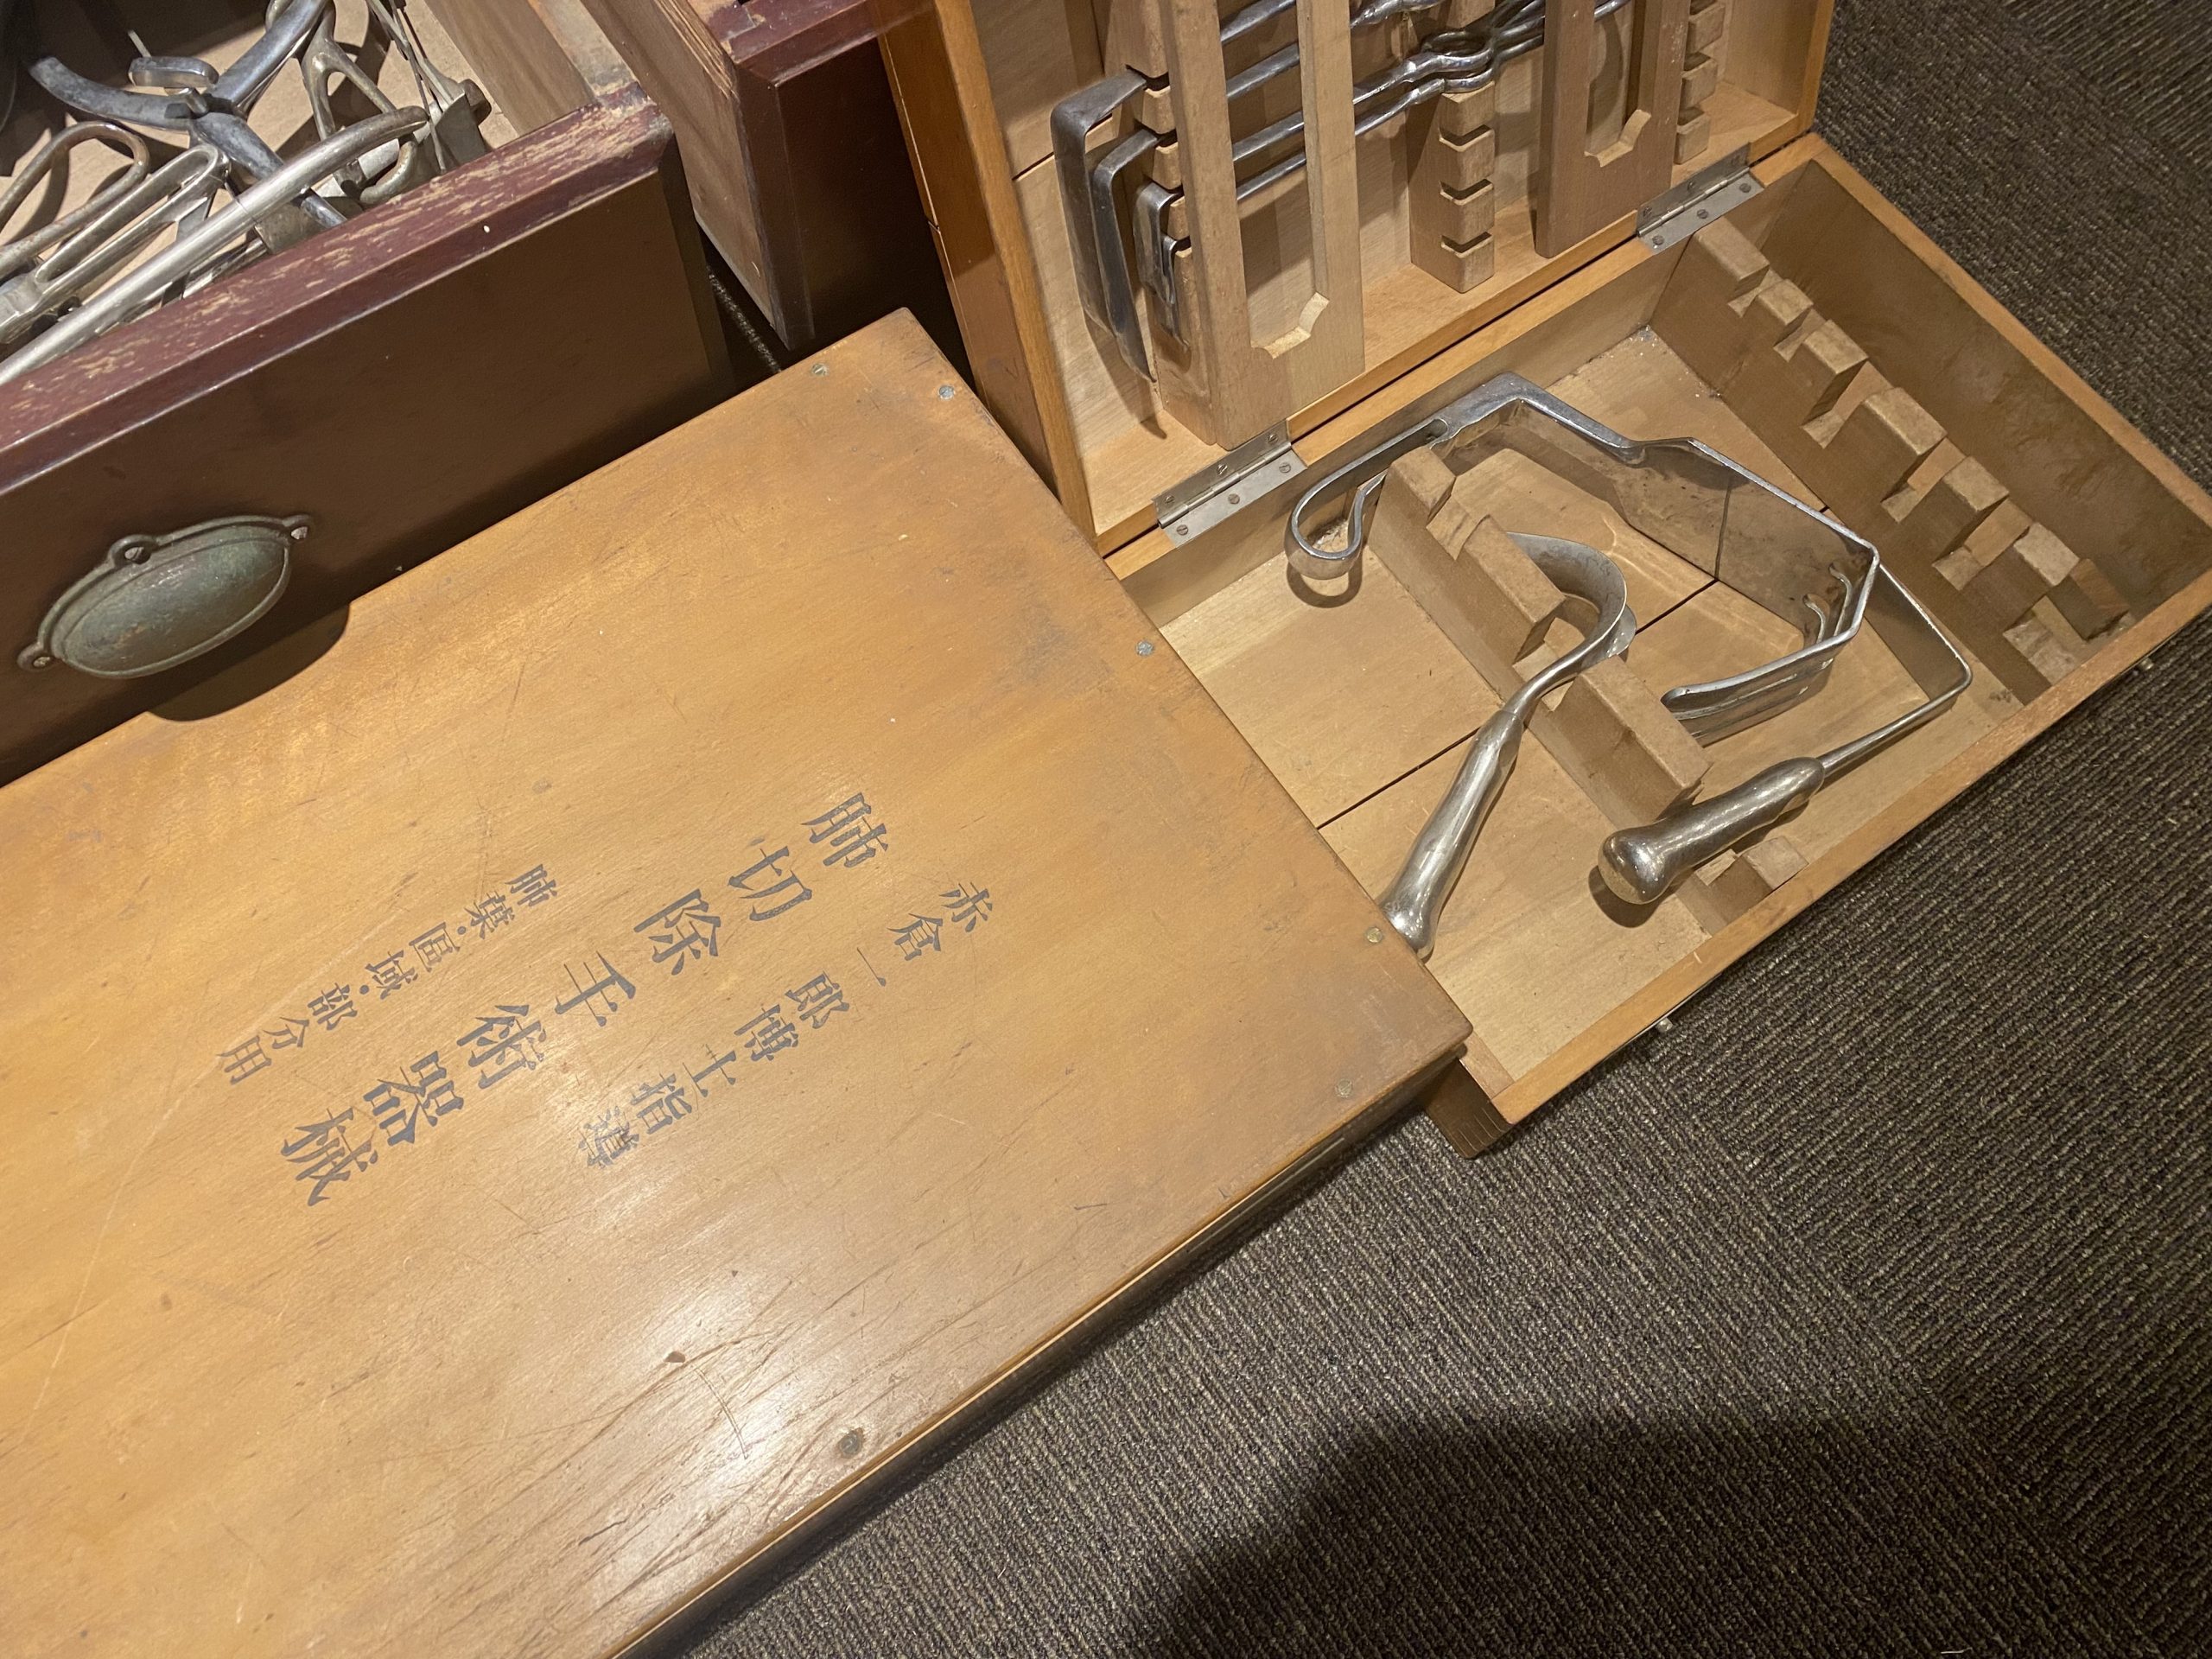 赤倉一郎博士指導
肺切除手術器械
肺葉・區域・部分用